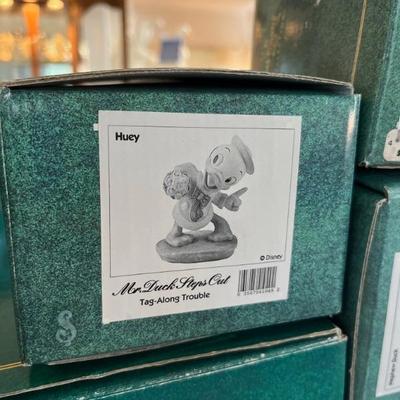 Huey
© Disney
Mr. Duck Steps Out
Tag-Along Trouble